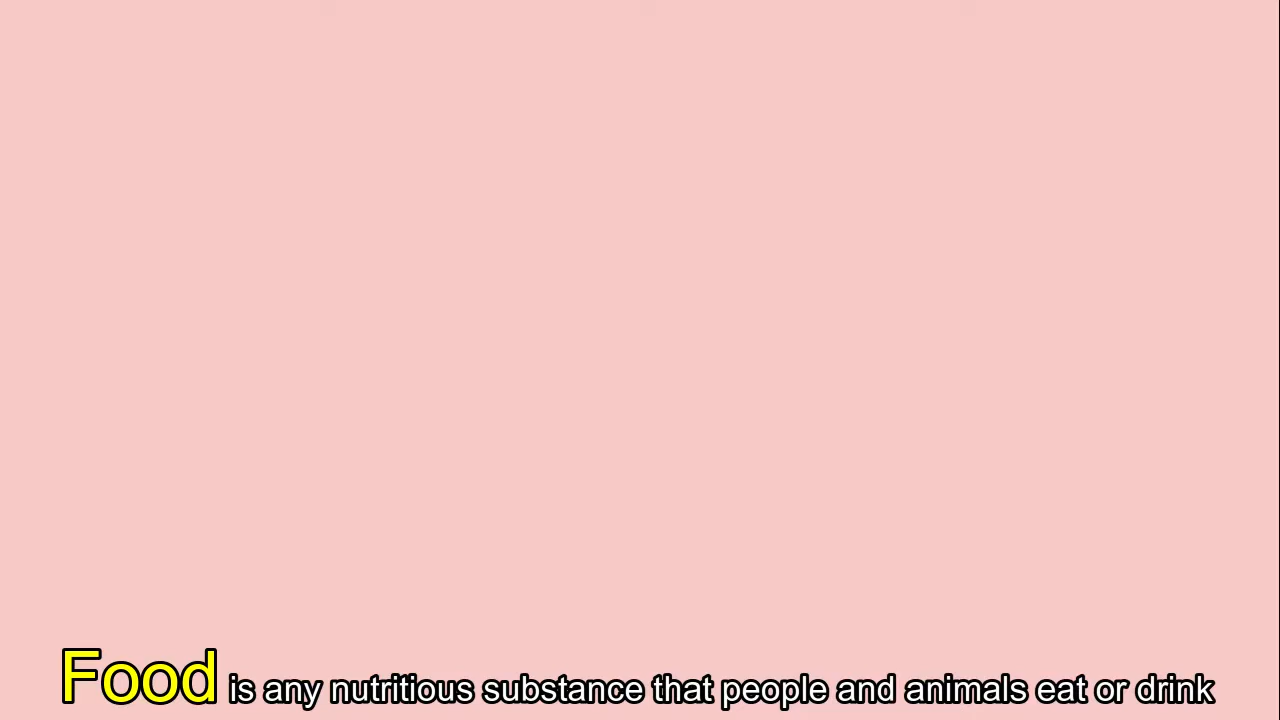 Food is any nutritious substance that people and animals eat or drink